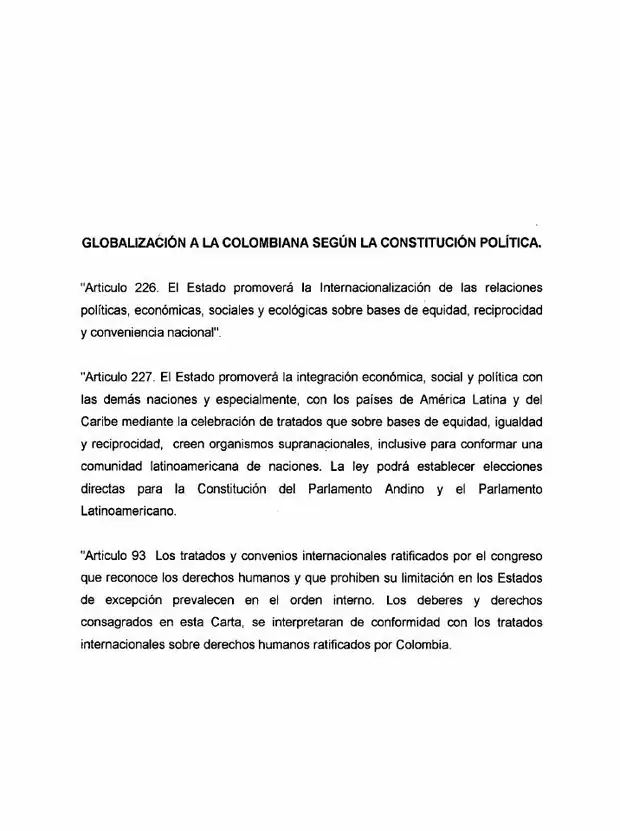 GLOBALIZACIÓN A LA COLOMBIANA SEGÚN LA CONSTITUCIÓN POLÍTICA.
"Articulo 226. El Estado promoverá la Internacionalización de las relaciones
políticas, económicas, sociales y ecológicas sobre bases de equidad, reciprocidad
y conveniencia nacional".
"Articulo 227. El Estado promoverá la integración económica, social y política con
las demás naciones y especialmente, con los países de América Latina y del
Caribe mediante la celebración de tratados que sobre bases de equidad, igualdad
y reciprocidad, creen organismos supranacionales, inclusive para conformar una
comunidad latinoamericana de naciones. La ley podrá establecer elecciones
directas para la Constitución del Parlamento Andino y el Parlamento
Latinoamericano.
"Articulo 93 Los tratados y convenios internacionales ratificados por el congreso
que reconoce los derechos humanos y que prohiben su limitación en los Estados
de excepción prevalecen en el orden interno. Los deberes y derechos
consagrados en esta Carta, se interpretaran de conformidad con los tratados
internacionales sobre derechos humanos ratificados por Colombia.